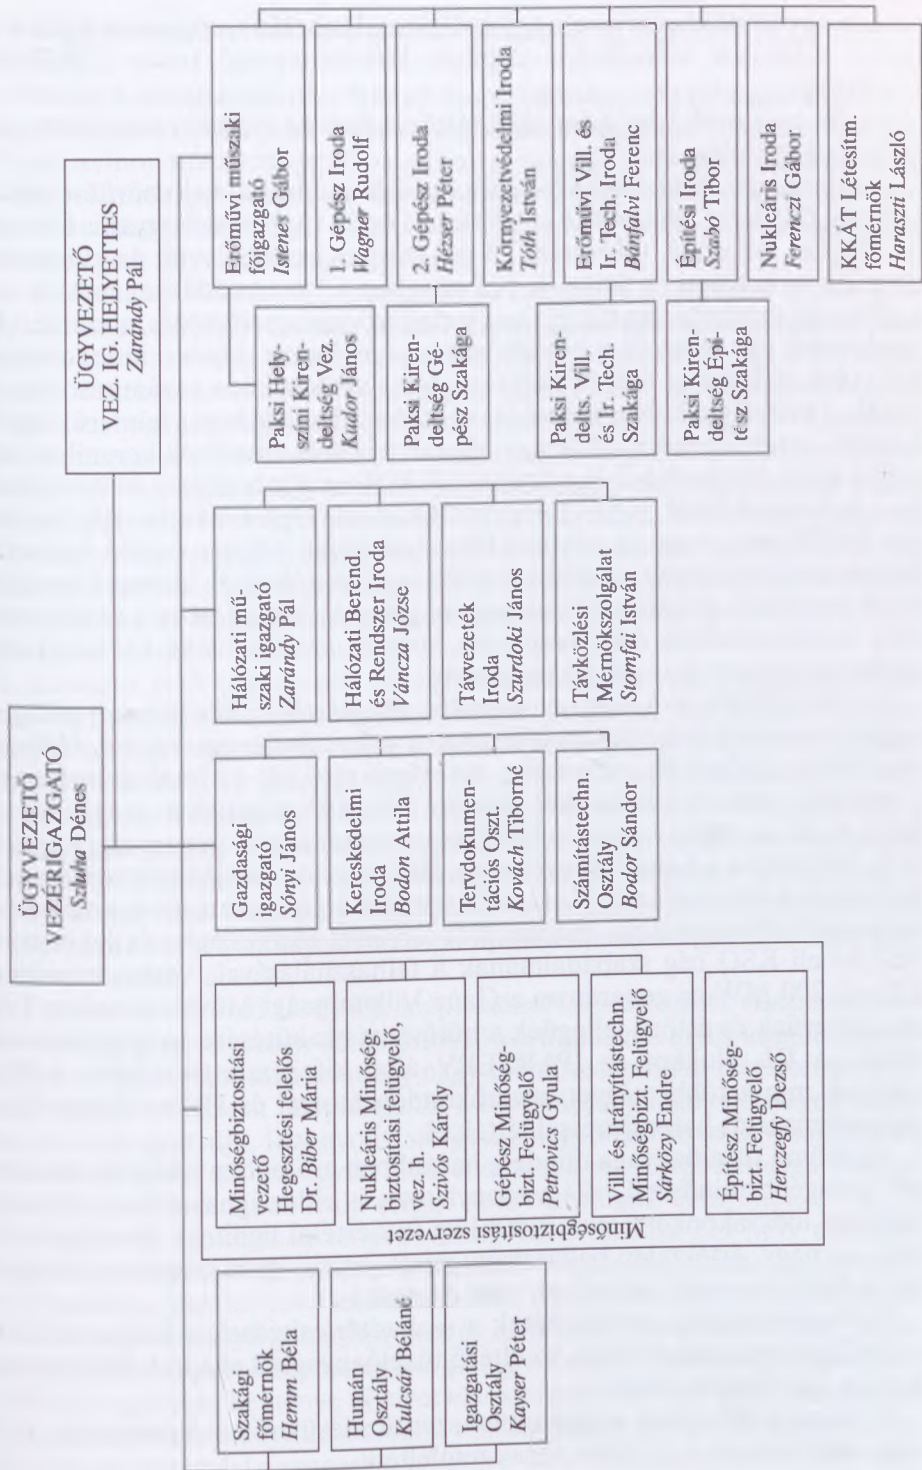 ÜGYVEZETŐ
VEZÉRIGAZGATÓ
Schulha Dénes
ÜGYVEZETŐ
VEZ. IG. HELYETTES
Zarándy Pál
Szakági
főmérnök
Hemm Béla
Humán
Osztály
Kulcsár Béláné
Igazgatási
Osztály
Kayser Péter
Minőségbiztosítási szervezet
Minőségbiztosítási
vezető
Hegesztési felelős
Dr. Biber Mária
Nukleáris Minőség-
biztosítási felügyelő,
vez. h.
Szivós Károly
Gépész Minőség-
bizt. Felügyelő
Petrovics Gyula
Vill. és Irányítástechn.
Minőségbizt. Felügyelő
Sárközy Endre
Építész Minőség-
bizt Felügyelő
Herczegfy Dezső
Gazdasági
igazgató
Sónyi János
Kereskedelmi
Iroda
Bodon Attila
Tervdokumen-
tációs Oszt.
Kovách Tiborné
Számítástechn.
Osztály
Bodor Sándor
Hálózati mű-
szaki igazgató
Zarándy Pál
Hálózati Berend.
és Rendszer Iroda
Váncza József
Távvezeték
Iroda
Szurdoki János
Távközlési
Mérnökszolgálat
Stumfai István
Paksi Hely-
színi Kiren-
deltség Vez.
Kudor János
Paksi Kiren-
deltség Gé-
pész Szakága
Paksi Kiren-
delts. Vill.
és Ir. Tech.
Szakága
Paksi Kiren-
deltség Épí-
tész Szakága
Erőművi műszaki
főigazgató
Istenes Gábor
1. Gépész Iroda
Wagner Rudolf
2. Gépész Iroda
Hézser Péter
Környezetvédelmi Iroda
Tóth István
Erőművi Vill. és
Ir. Tech. Iroda
Bánfalvi Ferenc
Építési Iroda
Szabó Tibor
Nukleáris Iroda
Ferenczi Gábor
KKÁT Létesítm.
főmérnök
Haraszti László